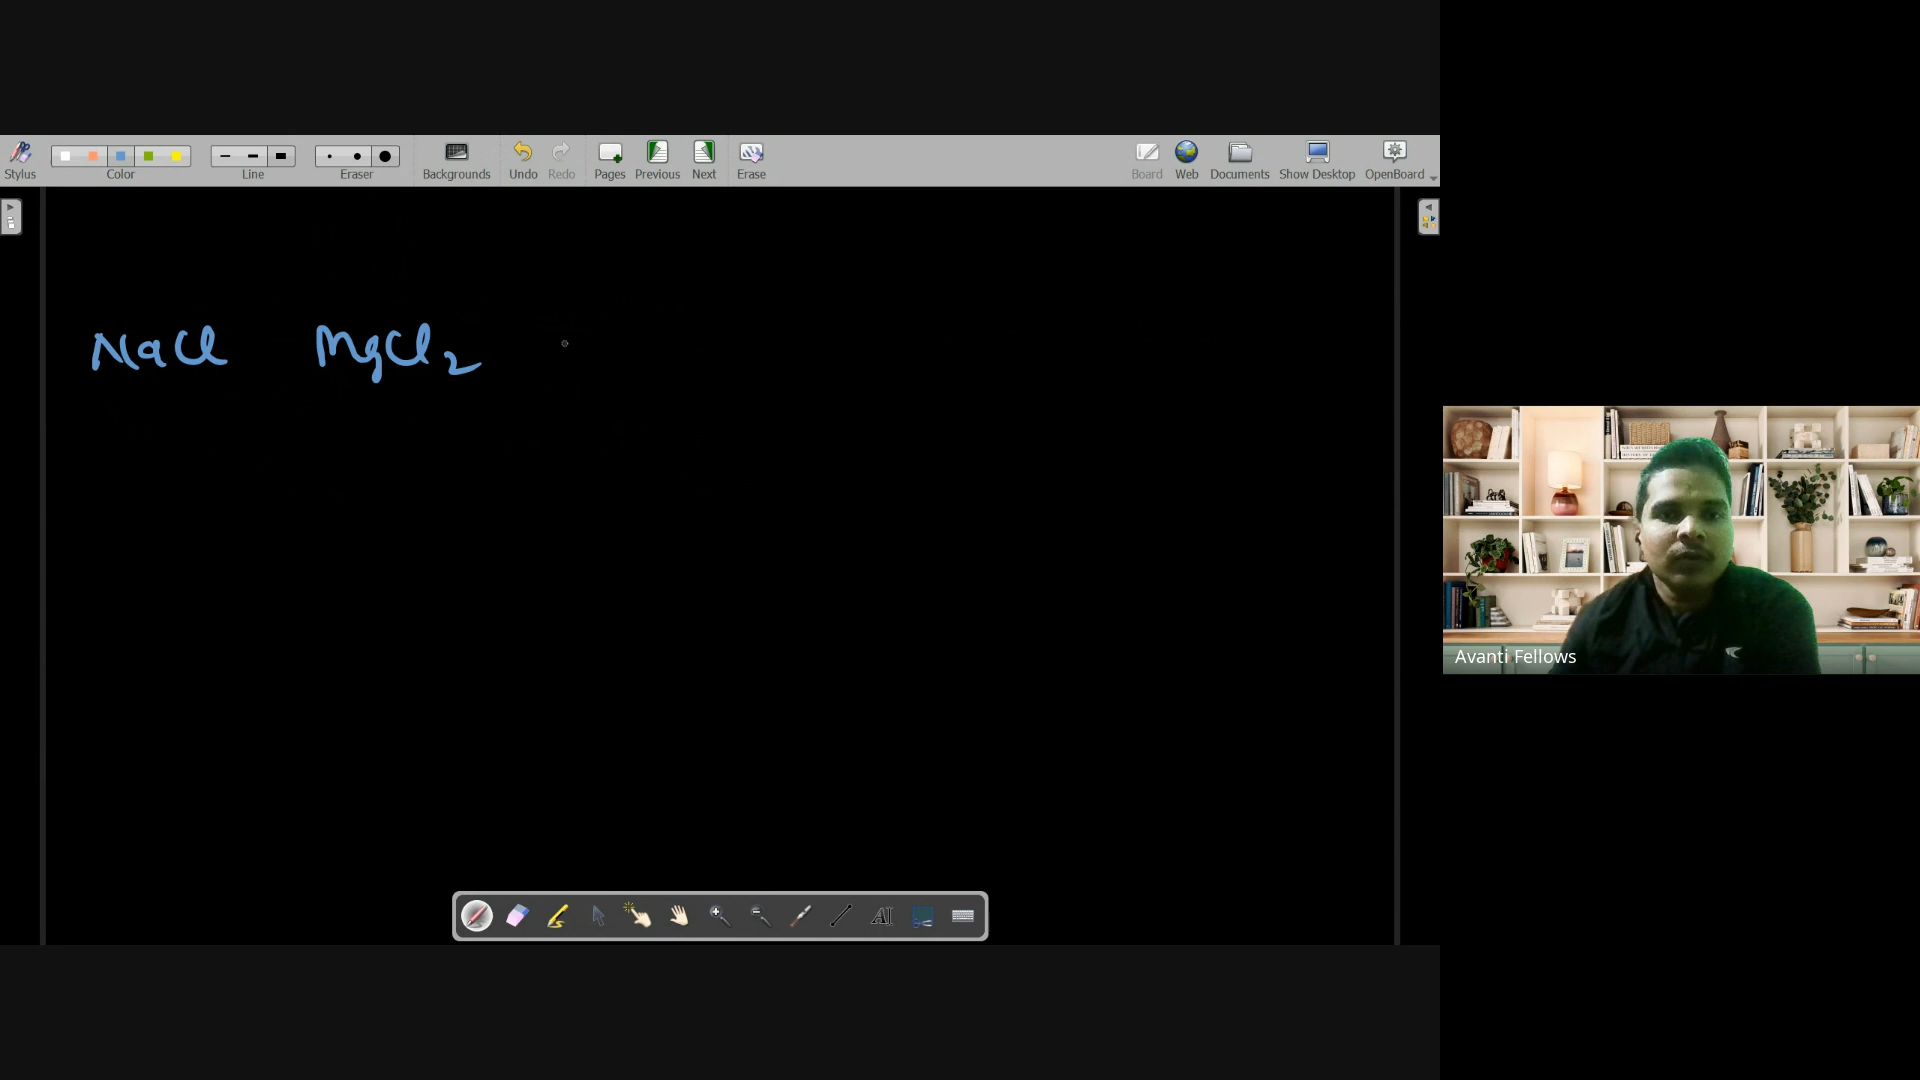 Stylus Color Line Eraser Backgrounds Undo Redo Pages Previous Next Erase Board Web Documents Show Desktop OpenBoard
NaCl MgCl₂
Avanti Fellows
AI